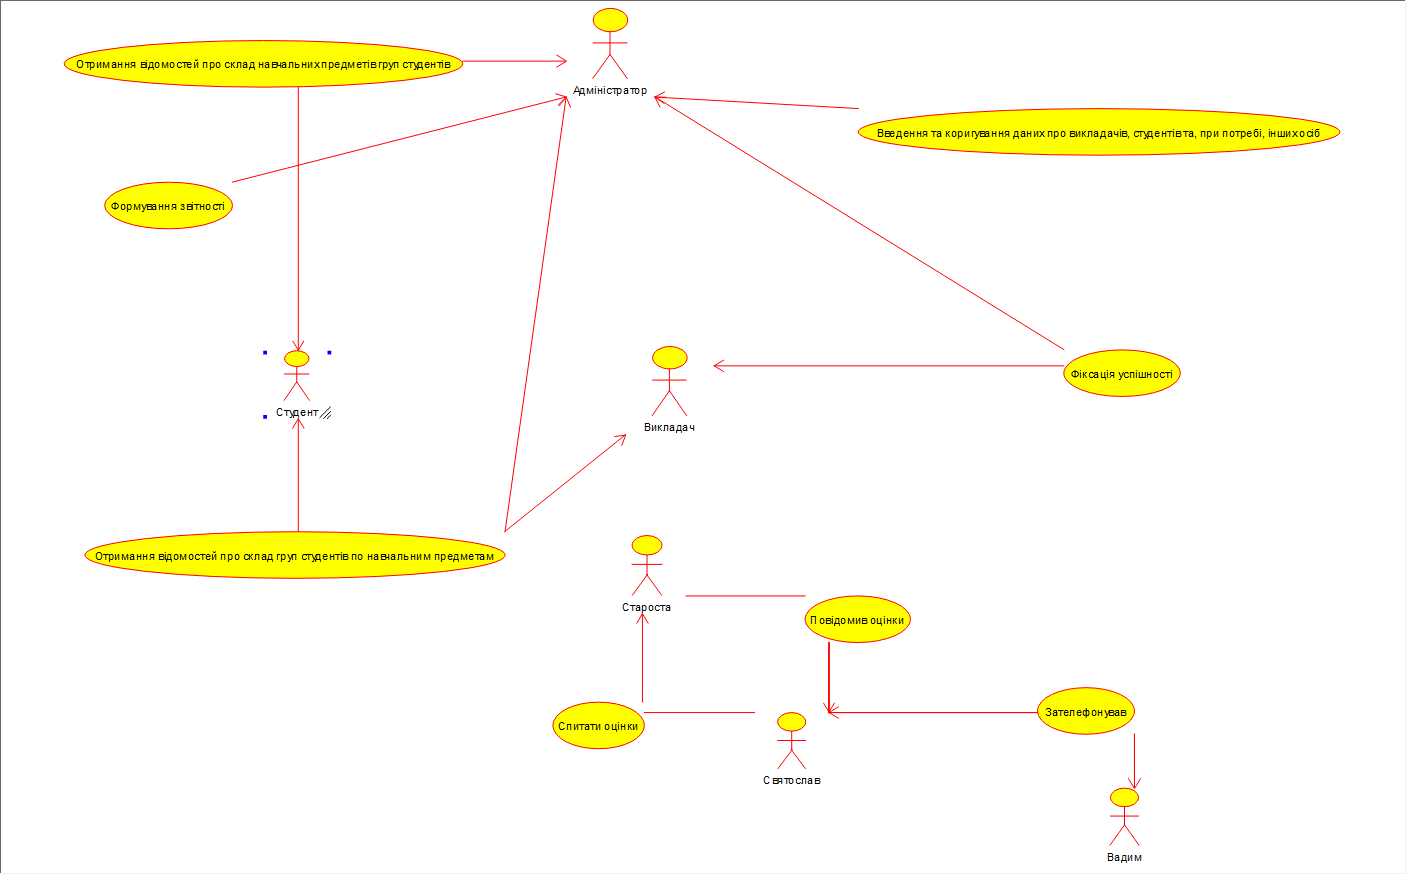 Отримання відомостей про склад навчальних предметів груп студентів
Адміністратор
Введення та коригування даних про викладачів, студентів та, при потребі, інших осіб
Формування звітності
Студент
Викладач
Фіксація успішності
Отримання відомостей про склад груп студентів по навчальним предметам
Староста
Повідомив оцінки
Спитати оцінки
Святослав
Зателефонував
Вадим